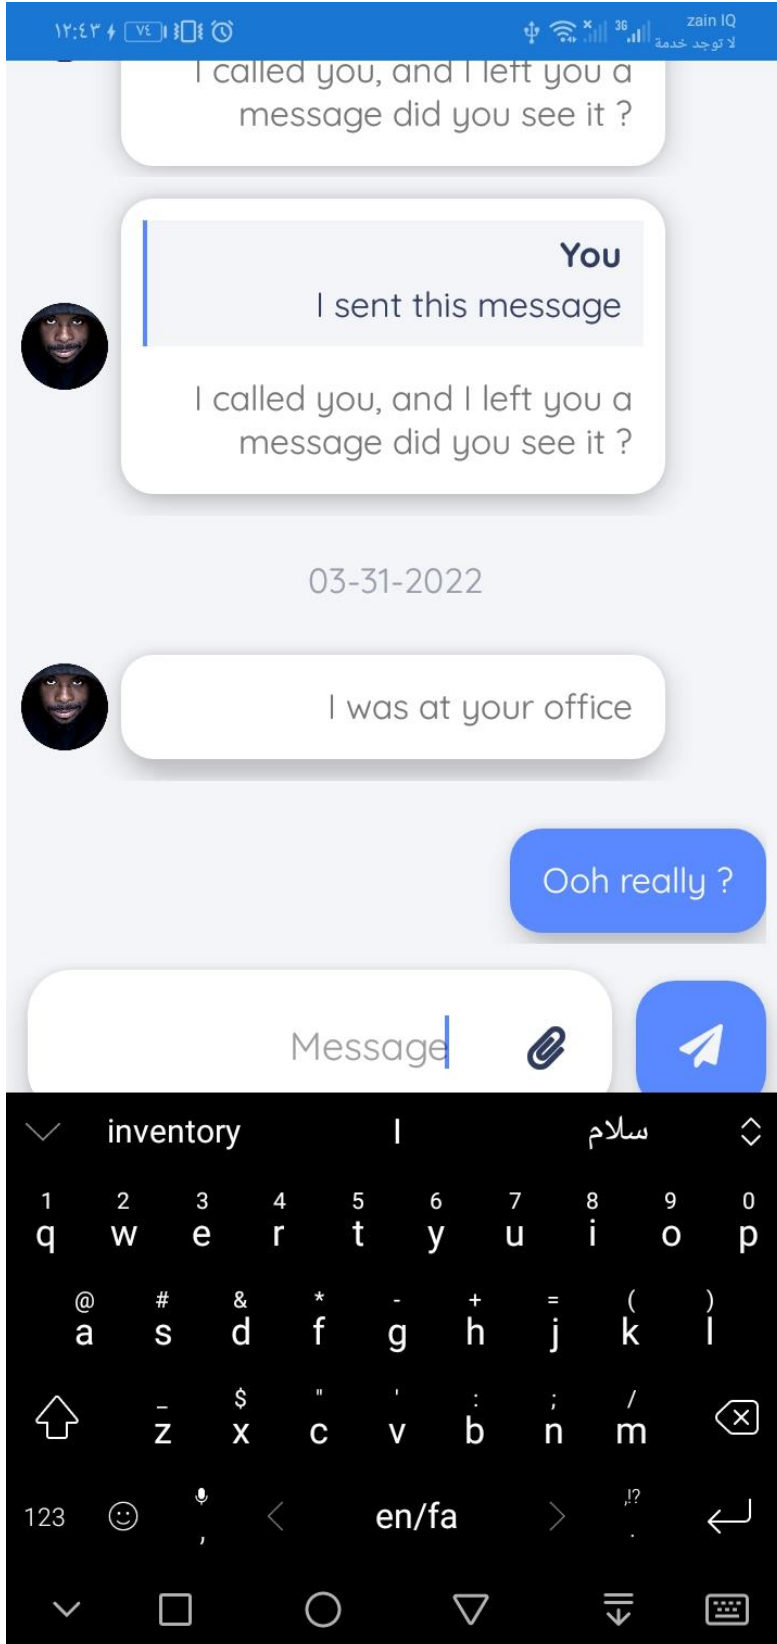 ١٢:٤٣ ٧٤ 3G zain IQ
لا توجد خدمة
I called you, and I left you a
message did you see it ?
You
I sent this message
I called you, and I left you a
message did you see it ?
03-31-2022
I was at your office
Ooh really ?
Message
inventory I سلام
1 2 3 4 5 6 7 8 9 0
q w e r t y u i o p
@ # & * - + = ( )
a s d f g h j k l
_ $ " ' : ; /
z x c v b n m
,!?
123 , en/fa .